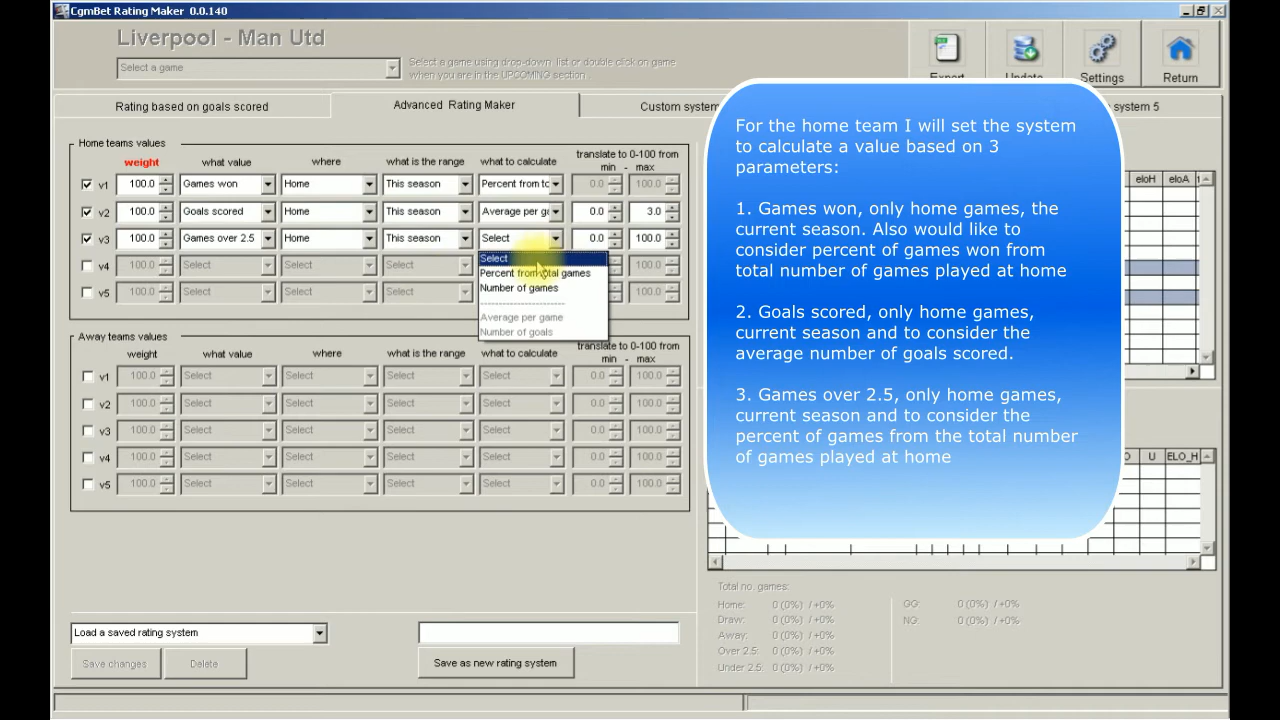 CgmBet Rating Maker 0.0.140
Liverpool - Man Utd
Select a game
Select a game using drop-down list or double click on game
when you are in the UPCOMING section.
Export Update Settings Return
Rating based on goals scored Advanced Rating Maker Custom system system 5
Home teams values
weight what value where what is the range what to calculate translate to 0-100 from
min - max
v1 100.0 Games won Home This season Percent from to 0.0 100.0
v2 100.0 Goals scored Home This season Average per ga 0.0 3.0
v3 100.0 Games over 2.5 Home This season Select 0.0 100.0
v4 100.0 Select Select Select 0.0 100.0
v5 100.0 Select Select Select 0.0 100.0
Select
Percent from total games
Number of games
Average per game
Number of goals
Away teams values
weight what value where what is the range what to calculate translate to 0-100 from
min - max
v1 100.0 Select Select Select Select 0.0 100.0
v2 100.0 Select Select Select Select 0.0 100.0
v3 100.0 Select Select Select Select 0.0 100.0
v4 100.0 Select Select Select Select 0.0 100.0
v5 100.0 Select Select Select Select 0.0 100.0
Load a saved rating system
Save changes Delete Save as new rating system
For the home team I will set the system
to calculate a value based on 3
parameters:
1. Games won, only home games, the
current season. Also would like to
consider percent of games won from
total number of games played at home
2. Goals scored, only home games,
current season and to consider the
average number of goals scored.
3. Games over 2.5, only home games,
current season and to consider the
percent of games from the total number
of games played at home
eloH eloA
U ELO_H
Total no. games:
Home: 0 (0%) / +0% GG: 0 (0%) / +0%
Draw: 0 (0%) / +0% NG: 0 (0%) / +0%
Away: 0 (0%) / +0%
Over 2.5: 0 (0%) / +0%
Under 2.5: 0 (0%) / +0%